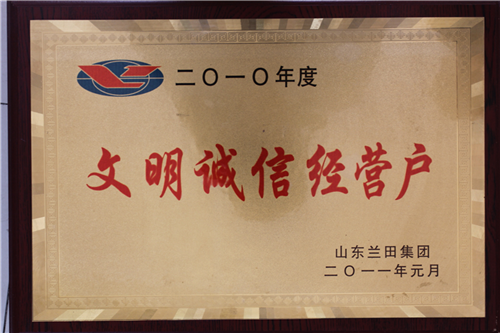 二〇一〇年度
文明诚信经营户
山东兰田集团
二〇一一年元月